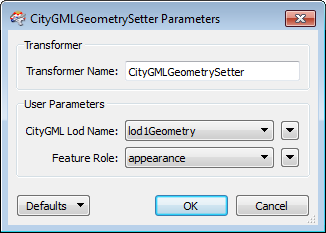 CityGMLGeometrySetter Parameters
Transformer
Transformer Name: CityGMLGeometrySetter
User Parameters
CityGML Lod Name: lod1Geometry
Feature Role: appearance
Defaults OK Cancel